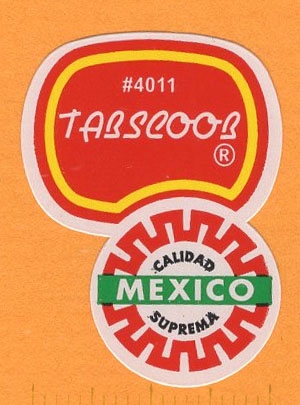 #4011
TABSCOOB
®
CALIDAD
MEXICO
SUPREMA